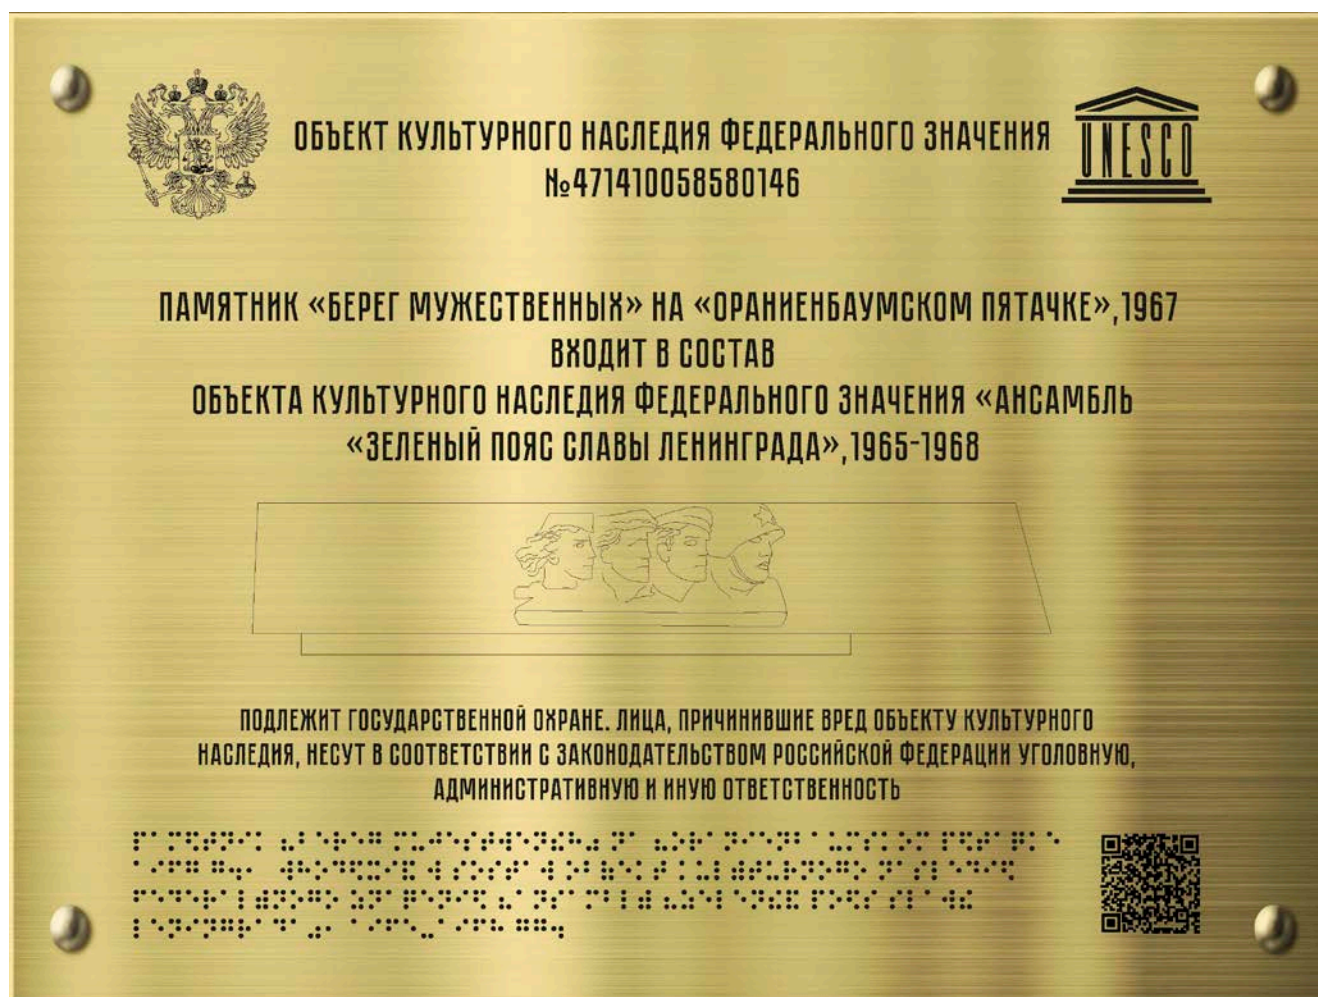 ОБЪЕКТ КУЛЬТУРНОГО НАСЛЕДИЯ ФЕДЕРАЛЬНОГО ЗНАЧЕНИЯ
№471410058580146
UNESCO
ПАМЯТНИК «БЕРЕГ МУЖЕСТВЕННЫХ» НА «ОРАНИЕНБАУМСКОМ ПЯТАЧКЕ»,1967
ВХОДИТ В СОСТАВ
ОБЪЕКТА КУЛЬТУРНОГО НАСЛЕДИЯ ФЕДЕРАЛЬНОГО ЗНАЧЕНИЯ «АНСАМБЛЬ
«ЗЕЛЕНЫЙ ПОЯС СЛАВЫ ЛЕНИНГРАДА»,1965-1968
ПОДЛЕЖИТ ГОСУДАРСТВЕННОЙ ОХРАНЕ. ЛИЦА, ПРИЧИНИВШИЕ ВРЕД ОБЪЕКТУ КУЛЬТУРНОГО
НАСЛЕДИЯ, НЕСУТ В СООТВЕТСТВИИ С ЗАКОНОДАТЕЛЬСТВОМ РОССИЙСКОЙ ФЕДЕРАЦИИ УГОЛОВНУЮ,
АДМИНИСТРАТИВНУЮ И ИНУЮ ОТВЕТСТВЕННОСТЬ